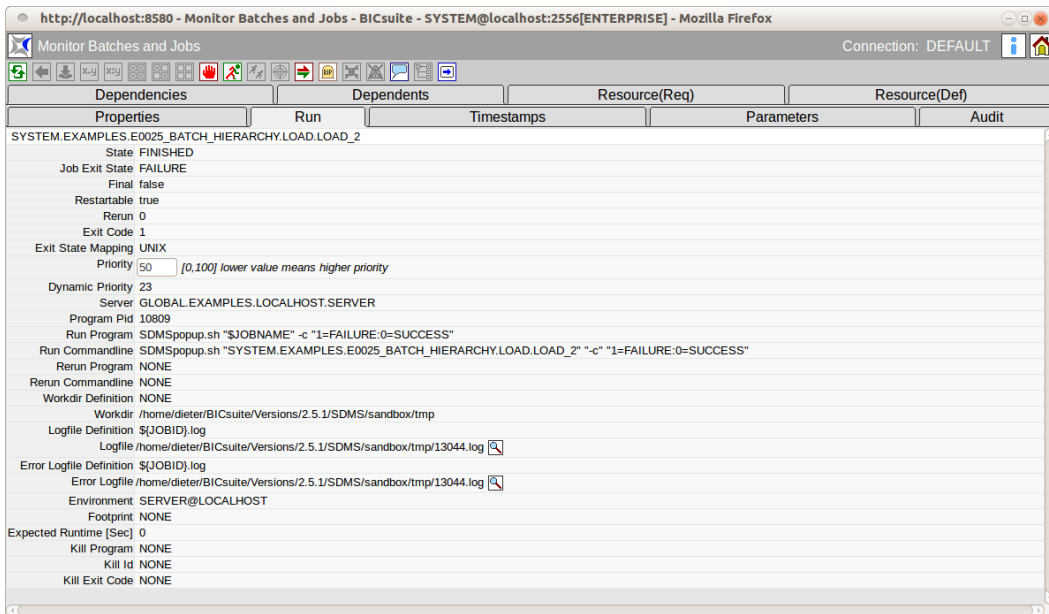 http://localhost:8580 - Monitor Batches and Jobs - BICsuite - SYSTEM@localhost:2556[ENTERPRISE] - Mozilla Firefox
Monitor Batches and Jobs Connection: DEFAULT
x.y x:y RIP
Dependencies Dependents Resource(Req) Resource(Def)
Properties Run Timestamps Parameters Audit
SYSTEM.EXAMPLES.E0025_BATCH_HIERARCHY.LOAD.LOAD_2
State FINISHED
Job Exit State FAILURE
Final false
Restartable true
Rerun 0
Exit Code 1
Exit State Mapping UNIX
Priority 50 [0,100] lower value means higher priority
Dynamic Priority 23
Server GLOBAL.EXAMPLES.LOCALHOST.SERVER
Program Pid 10809
Run Program SDMSpopup.sh "$JOBNAME" -c "1=FAILURE:0=SUCCESS"
Run Commandline SDMSpopup.sh "SYSTEM.EXAMPLES.E0025_BATCH_HIERARCHY.LOAD.LOAD_2" "-c" "1=FAILURE:0=SUCCESS"
Rerun Program NONE
Rerun Commandline NONE
Workdir Definition NONE
Workdir /home/dieter/BICsuite/Versions/2.5.1/SDMS/sandbox/tmp
Logfile Definition ${JOBID}.log
Logfile /home/dieter/BICsuite/Versions/2.5.1/SDMS/sandbox/tmp/13044.log
Error Logfile Definition ${JOBID}.log
Error Logfile /home/dieter/BICsuite/Versions/2.5.1/SDMS/sandbox/tmp/13044.log
Environment SERVER@LOCALHOST
Footprint NONE
Expected Runtime [Sec] 0
Kill Program NONE
Kill Id NONE
Kill Exit Code NONE